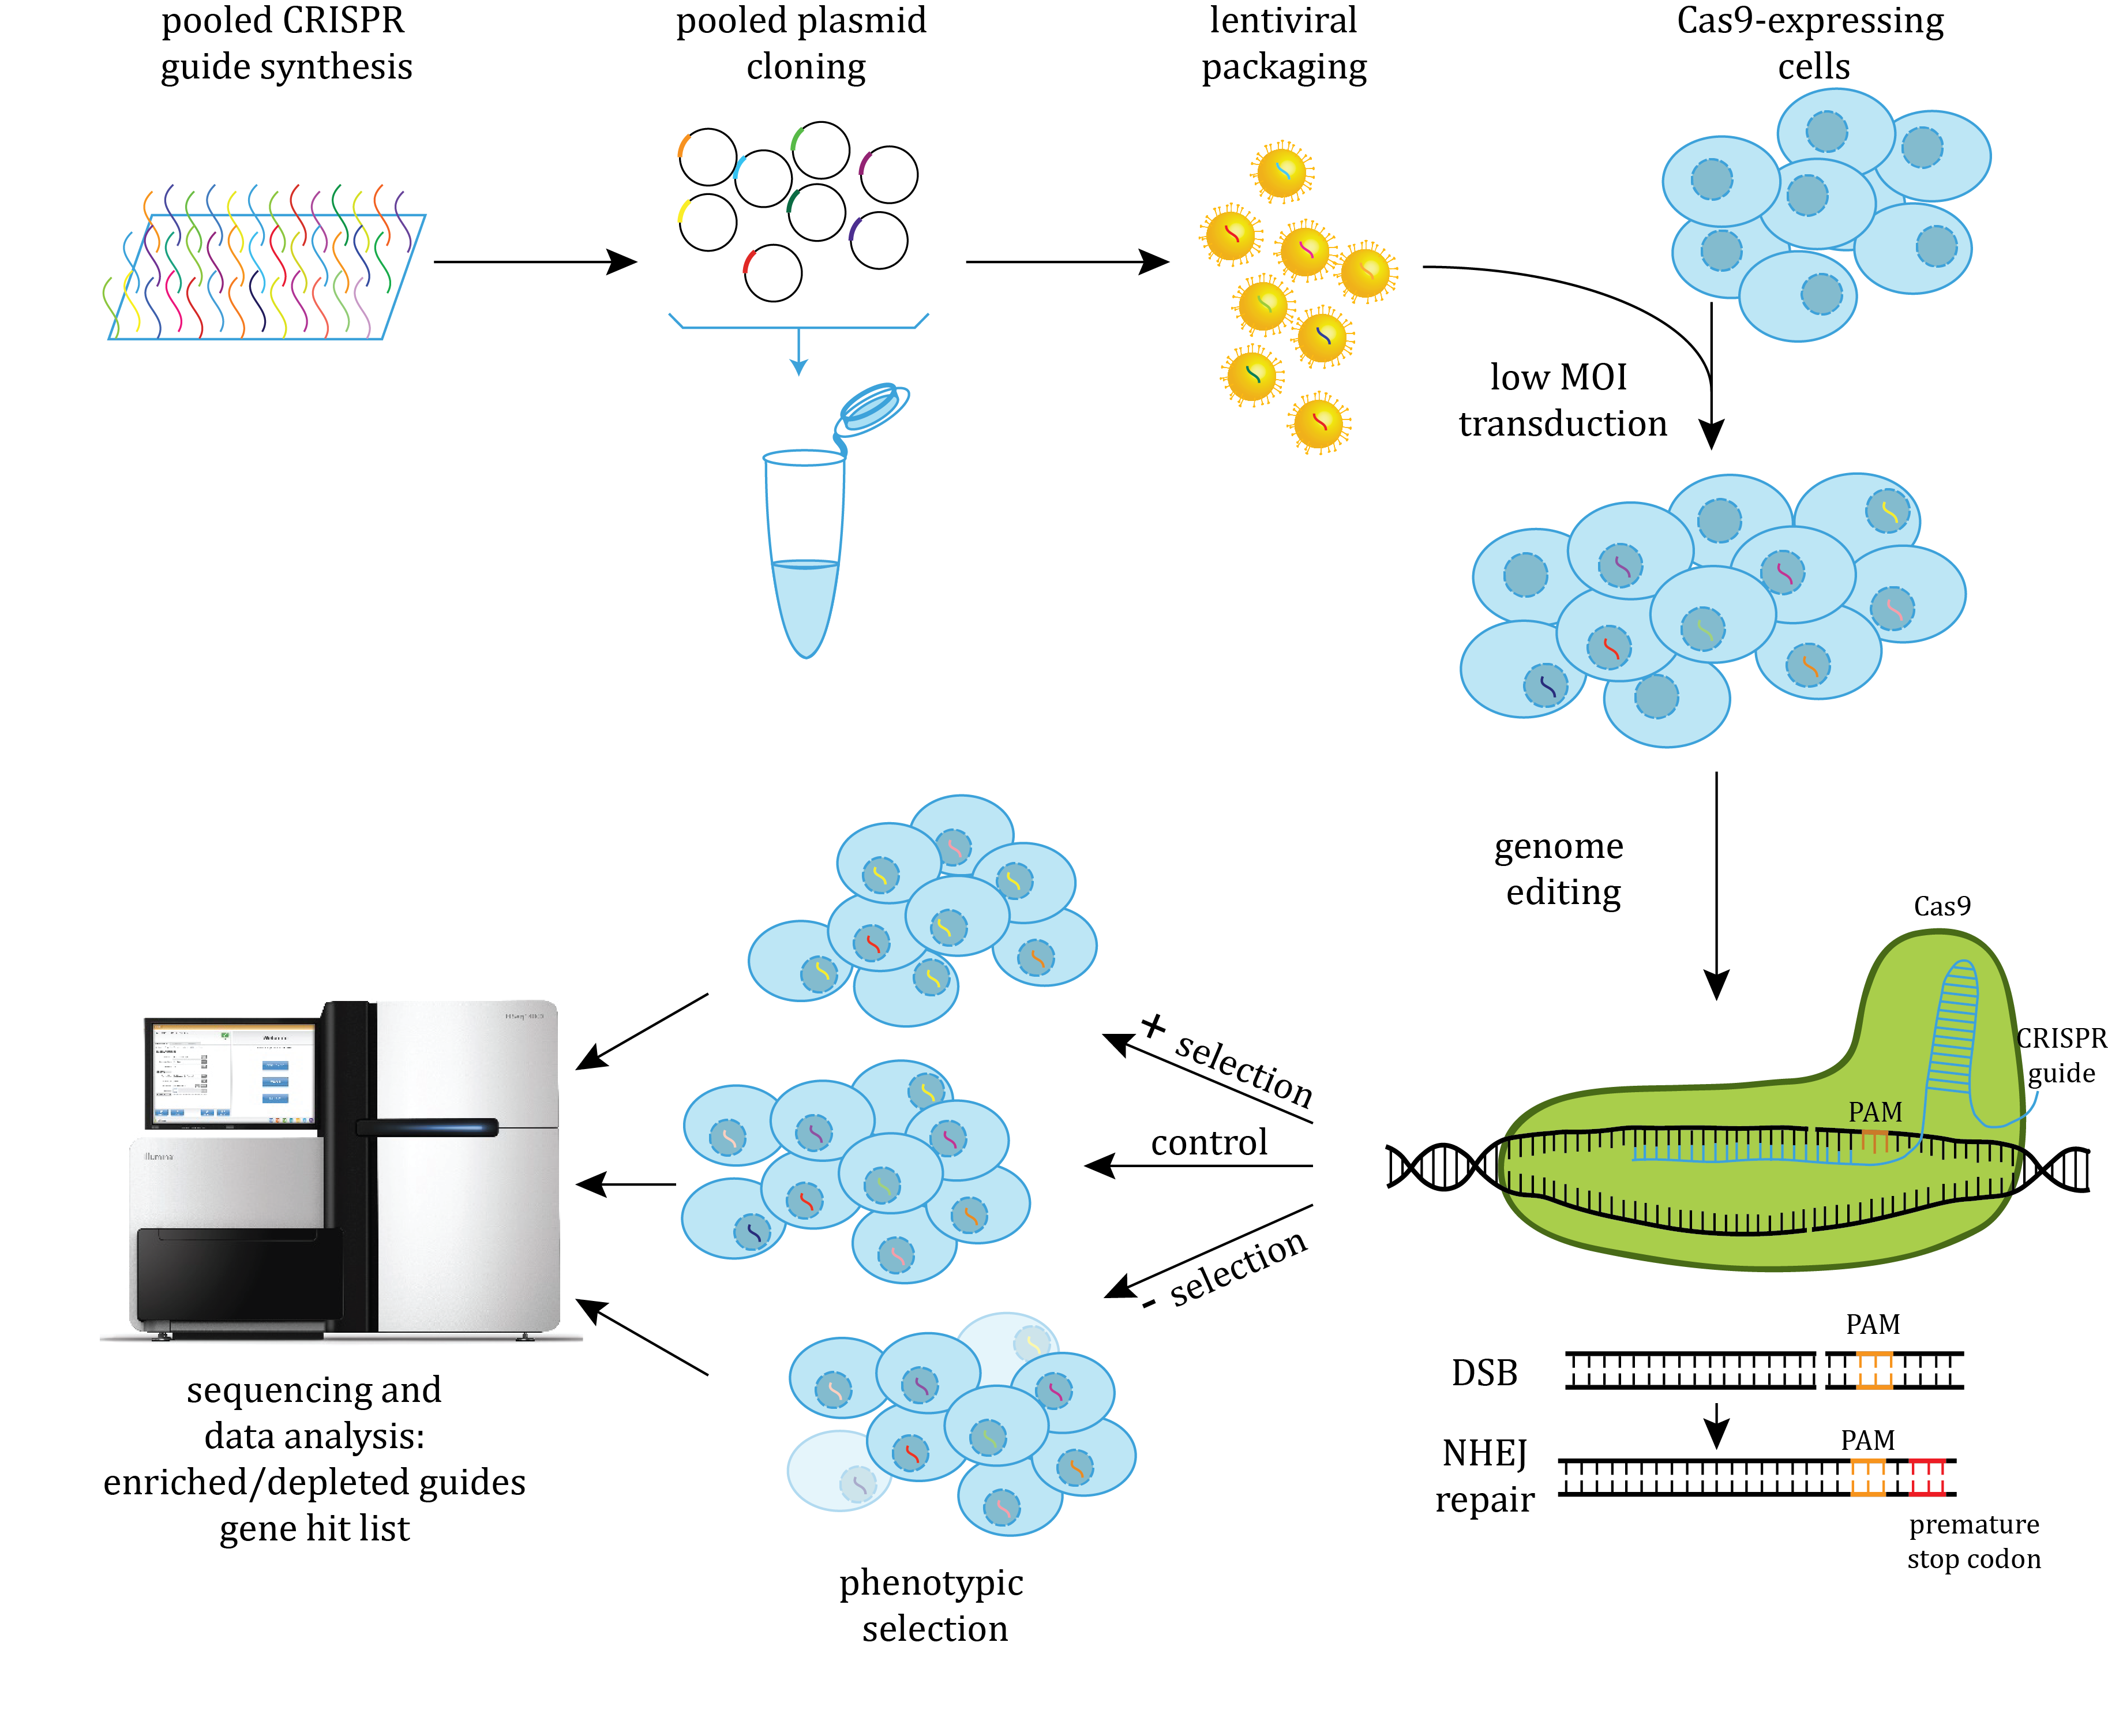 pooled CRISPR
guide synthesis
pooled plasmid
cloning
lentiviral
packaging
Cas9-expressing
cells
low MOI
transduction
genome
editing
Cas9
CRISPR
guide
PAM
+ selection
control
- selection
DSB
PAM
NHEJ
repair
PAM
premature
stop codon
phenotypic
selection
illumina
Welcome
sequencing and
data analysis:
enriched/depleted guides
gene hit list